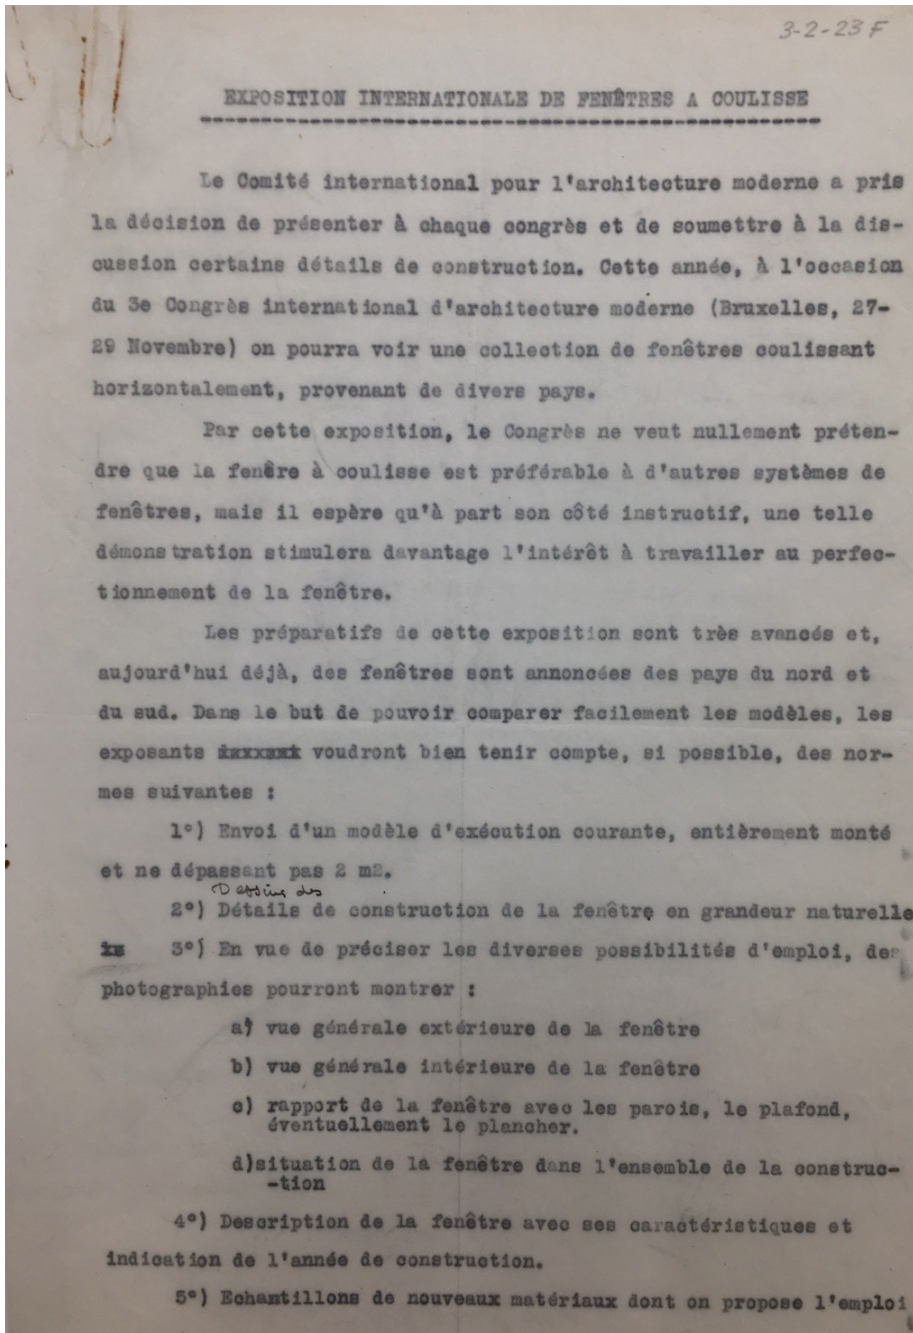 3-2-23 F
EXPOSITION INTERNATIONALE DE FENÊTRES A COULISSE
Le Comité international pour l'architecture moderne a pris
la décision de présenter à chaque congrès et de soumettre à la dis-
cussion certains détails de construction. Cette année, à l'occasion
du 3e Congrès international d'architecture moderne (Bruxelles, 27-
29 Novembre) on pourra voir une collection de fenêtres coulissant
horizontalement, provenant de divers pays.
Par cette exposition, le Congrès ne veut nullement préten-
dre que la fenêre à coulisse est préférable à d'autres systèmes de
fenêtres, mais il espère qu'à part son côté instructif, une telle
démonstration stimulera davantage l'intérêt à travailler au perfec-
tionnement de la fenêtre.
Les préparatifs de cette exposition sont très avancés et,
aujourd'hui déjà, des fenêtres sont annoncées des pays du nord et
du sud. Dans le but de pouvoir comparer facilement les modèles, les
exposants voudront bien tenir compte, si possible, des nor-
mes suivantes :
1°) Envoi d'un modèle d'exécution courante, entièrement monté
et ne dépassant pas 2 m2.
Dessins des
2°) Détails de construction de la fenêtre en grandeur naturelle
3°) En vue de préciser les diverses possibilités d'emploi, des
photographies pourront montrer :
a) vue générale extérieure de la fenêtre
b) vue générale intérieure de la fenêtre
c) rapport de la fenêtre avec les parois, le plafond,
éventuellement le plancher.
d)situation de la fenêtre dans l'ensemble de la construc-
-tion
4°) Description de la fenêtre avec ses caractéristiques et
indication de l'année de construction.
5°) Echantillons de nouveaux matériaux dont on propose l'emploi